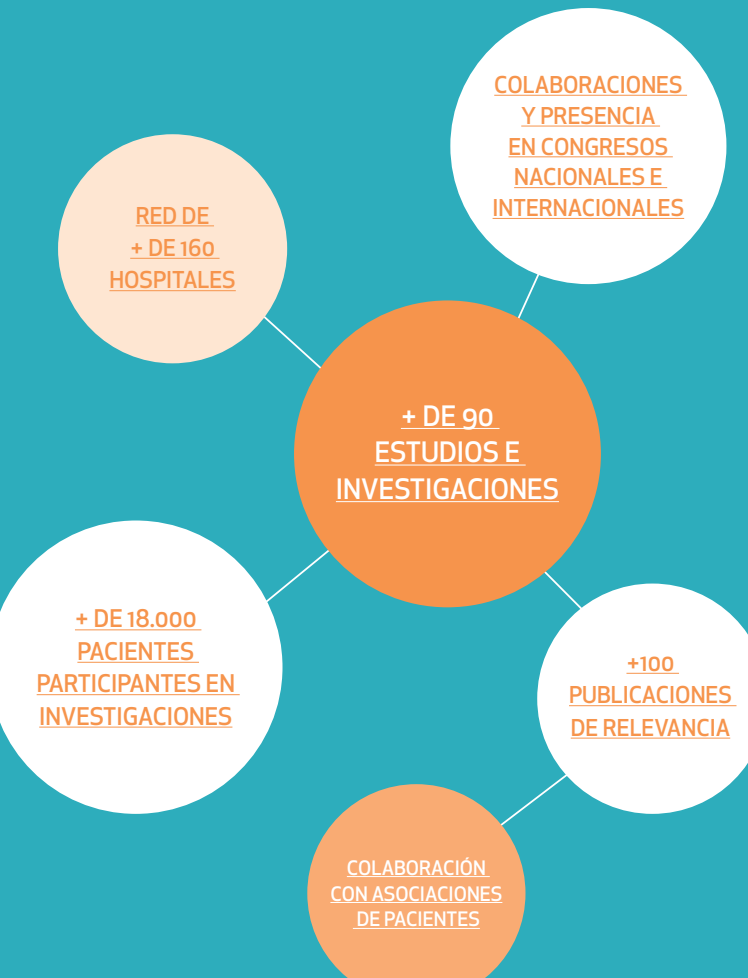 COLABORACIONES
Y PRESENCIA
EN CONGRESOS
NACIONALES E
INTERNACIONALES
RED DE
+ DE 160
HOSPITALES
+ DE 90
ESTUDIOS E
INVESTIGACIONES
+ DE 18.000
PACIENTES
PARTICIPANTES EN
INVESTIGACIONES
+100
PUBLICACIONES
DE RELEVANCIA
COLABORACIÓN
CON ASOCIACIONES
DE PACIENTES